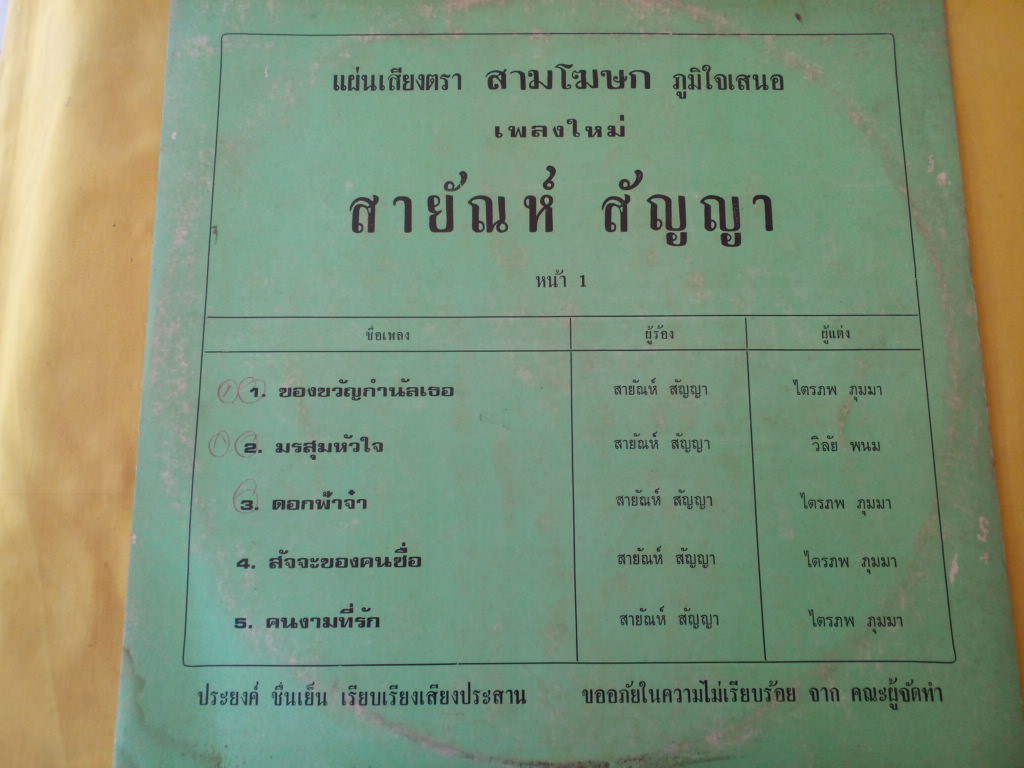 แผ่นเสียงตรา สามโฆษก ภูมิใจเสนอ
เพลงใหม่
สายัณห์ สัญญา
หน้า 1
ชื่อเพลง ผู้ร้อง ผู้แต่ง
1. ของขวัญกำนัลเธอ สายัณห์ สัญญา ไตรภพ ภุมมา
2. มรสุมหัวใจ สายัณห์ สัญญา วิลัย พนม
3. ดอกฟ้าจ๋า สายัณห์ สัญญา ไตรภพ ภุมมา
4. สัจจะของคนชื่อ สายัณห์ สัญญา ไตรภพ ภุมมา
5. คนงามที่รัก สายัณห์ สัญญา ไตรภพ ภุมมา
ประยงค์ ชื่นเย็น เรียบเรียงเสียงประสาน ขออภัยในความไม่เรียบร้อย จาก คณะผู้จัดทำ